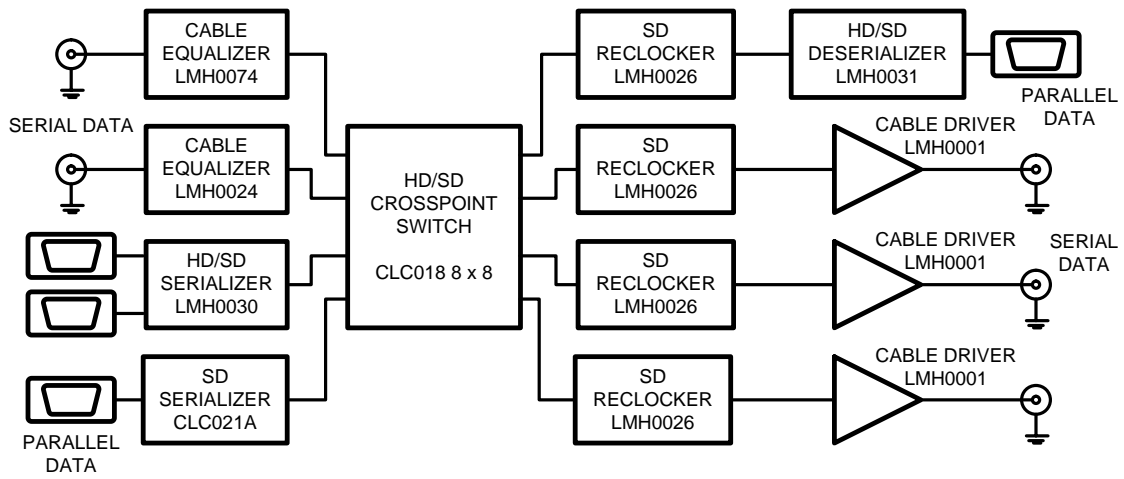 CABLE
EQUALIZER
LMH0074
SD
RECLOCKER
LMH0026
HD/SD
DESERIALIZER
LMH0031
PARALLEL
DATA
SERIAL DATA
CABLE
EQUALIZER
LMH0024
HD/SD
CROSSPOINT
SWITCH
CLC018 8 x 8
SD
RECLOCKER
LMH0026
CABLE DRIVER
LMH0001
HD/SD
SERIALIZER
LMH0030
SD
RECLOCKER
LMH0026
CABLE DRIVER
LMH0001
SERIAL
DATA
SD
SERIALIZER
CLC021A
SD
RECLOCKER
LMH0026
CABLE DRIVER
LMH0001
PARALLEL
DATA